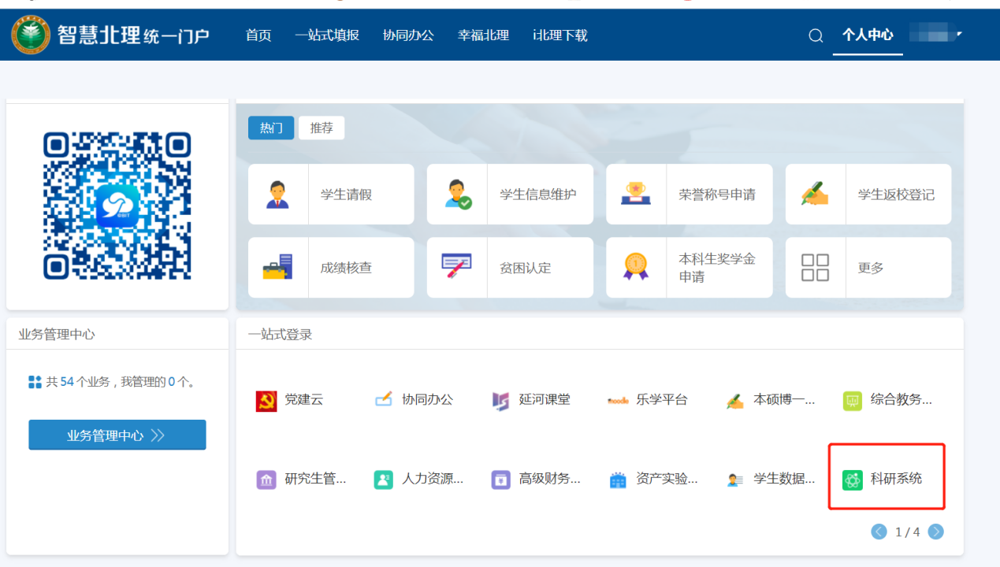 智慧北理统一门户
首页 一站式填报 协同办公 幸福北理 i北理下载 个人中心
热门 推荐
学生请假 学生信息维护 荣誉称号申请 学生返校登记
成绩核查 贫困认定 本科生奖学金
申请 更多
业务管理中心
共 54 个业务，我管理的 0 个。
业务管理中心
一站式登录
党建云 协同办公 延河课堂 moodle 乐学平台 本硕博一... 综合教务...
研究生管... 人力资源... 高级财务... 资产实验... 学生数据... 科研系统
1 / 4